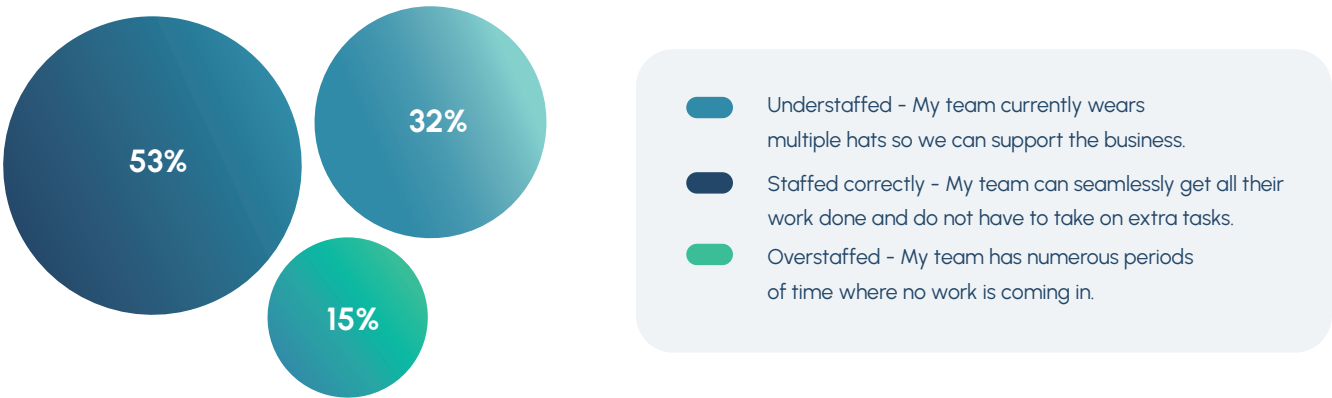 53%
32%
15%
Understaffed - My team currently wears
multiple hats so we can support the business.
Staffed correctly - My team can seamlessly get all their
work done and do not have to take on extra tasks.
Overstaffed - My team has numerous periods
of time where no work is coming in.